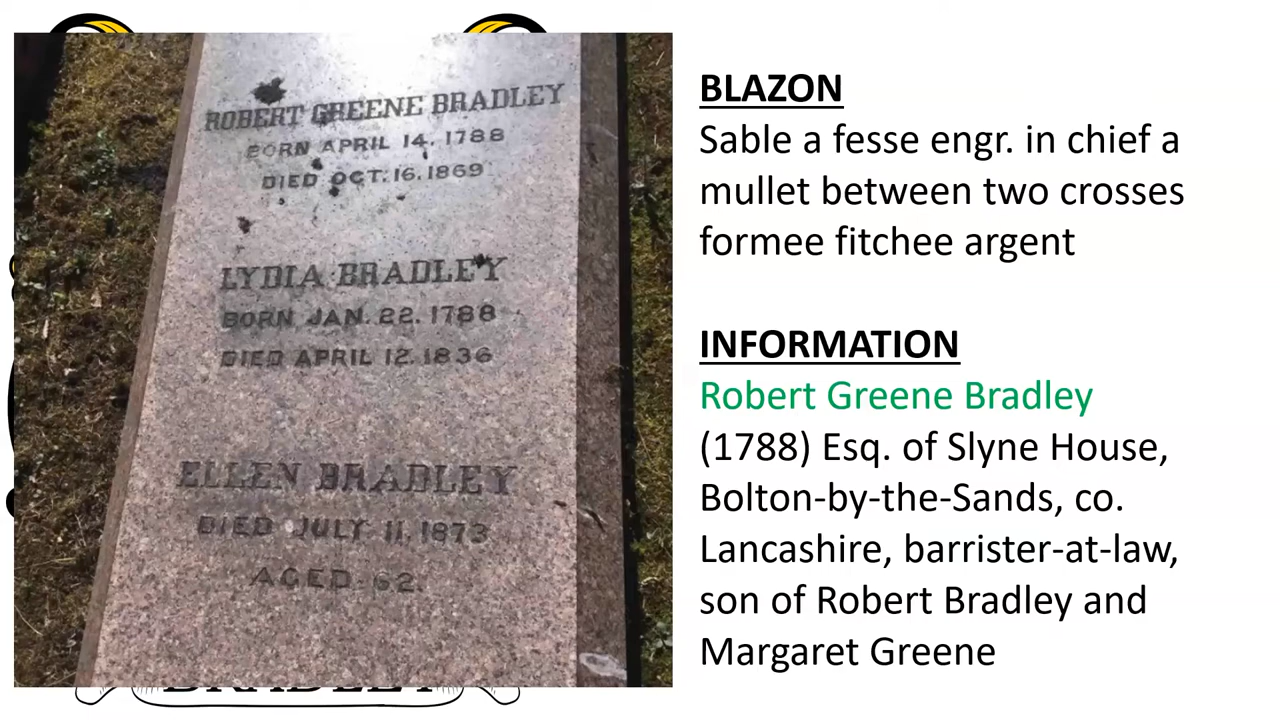 ROBERT GREENE BRADLEY
BORN APRIL 14. 1788
DIED OCT. 16. 1869
LYDIA BRADLEY
BORN JAN. 22. 1788
DIED APRIL 12. 1836
ELLEN BRADLEY
DIED JULY 11. 1873
AGED 62.
BRADLEY
BLAZON
Sable a fesse engr. in chief a
mullet between two crosses
formee fitchee argent
INFORMATION
Robert Greene Bradley
(1788) Esq. of Slyne House,
Bolton-by-the-Sands, co.
Lancashire, barrister-at-law,
son of Robert Bradley and
Margaret Greene